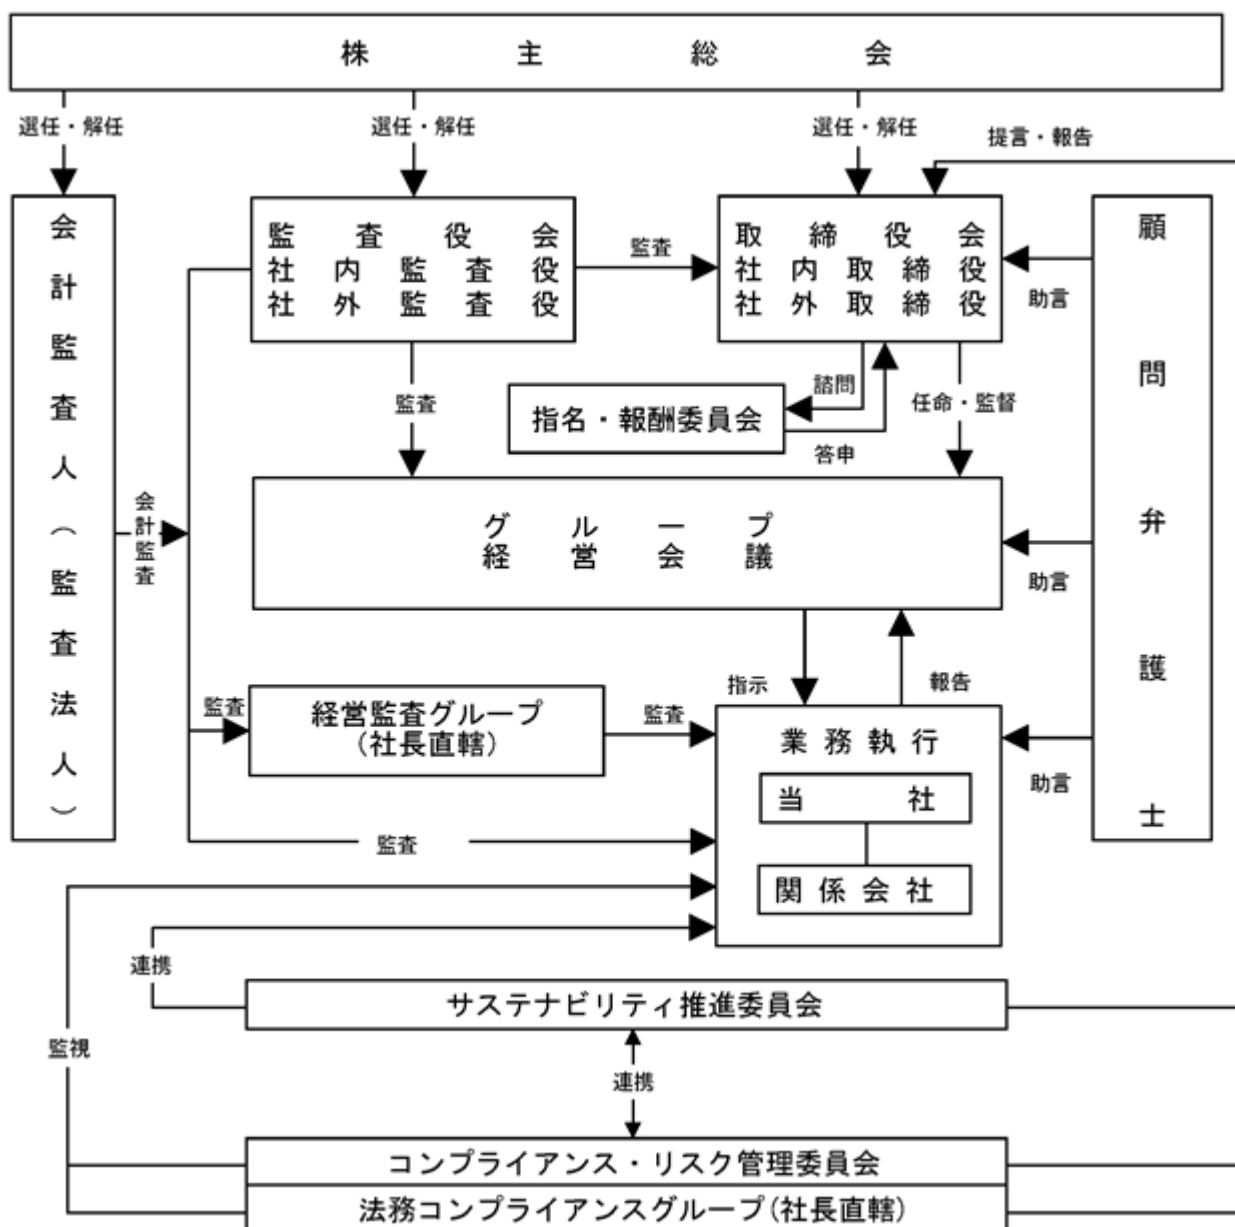 株主総会
選任・解任
選任・解任
選任・解任
提言・報告
会計監査人(監査法人)
監査役会
社内監査役
社外監査役
監査
取締役会
社内取締役
社外取締役
助言
顧問弁護士
監査
諮問
指名・報酬委員会
答申
任命・監督
会計監査
グループ
経営会議
助言
指示
報告
監査
経営監査グループ
(社長直轄)
監査
業務執行
当社
関係会社
助言
監査
連携
サステナビリティ推進委員会
監視
連携
コンプライアンス・リスク管理委員会
法務コンプライアンスグループ(社長直轄)